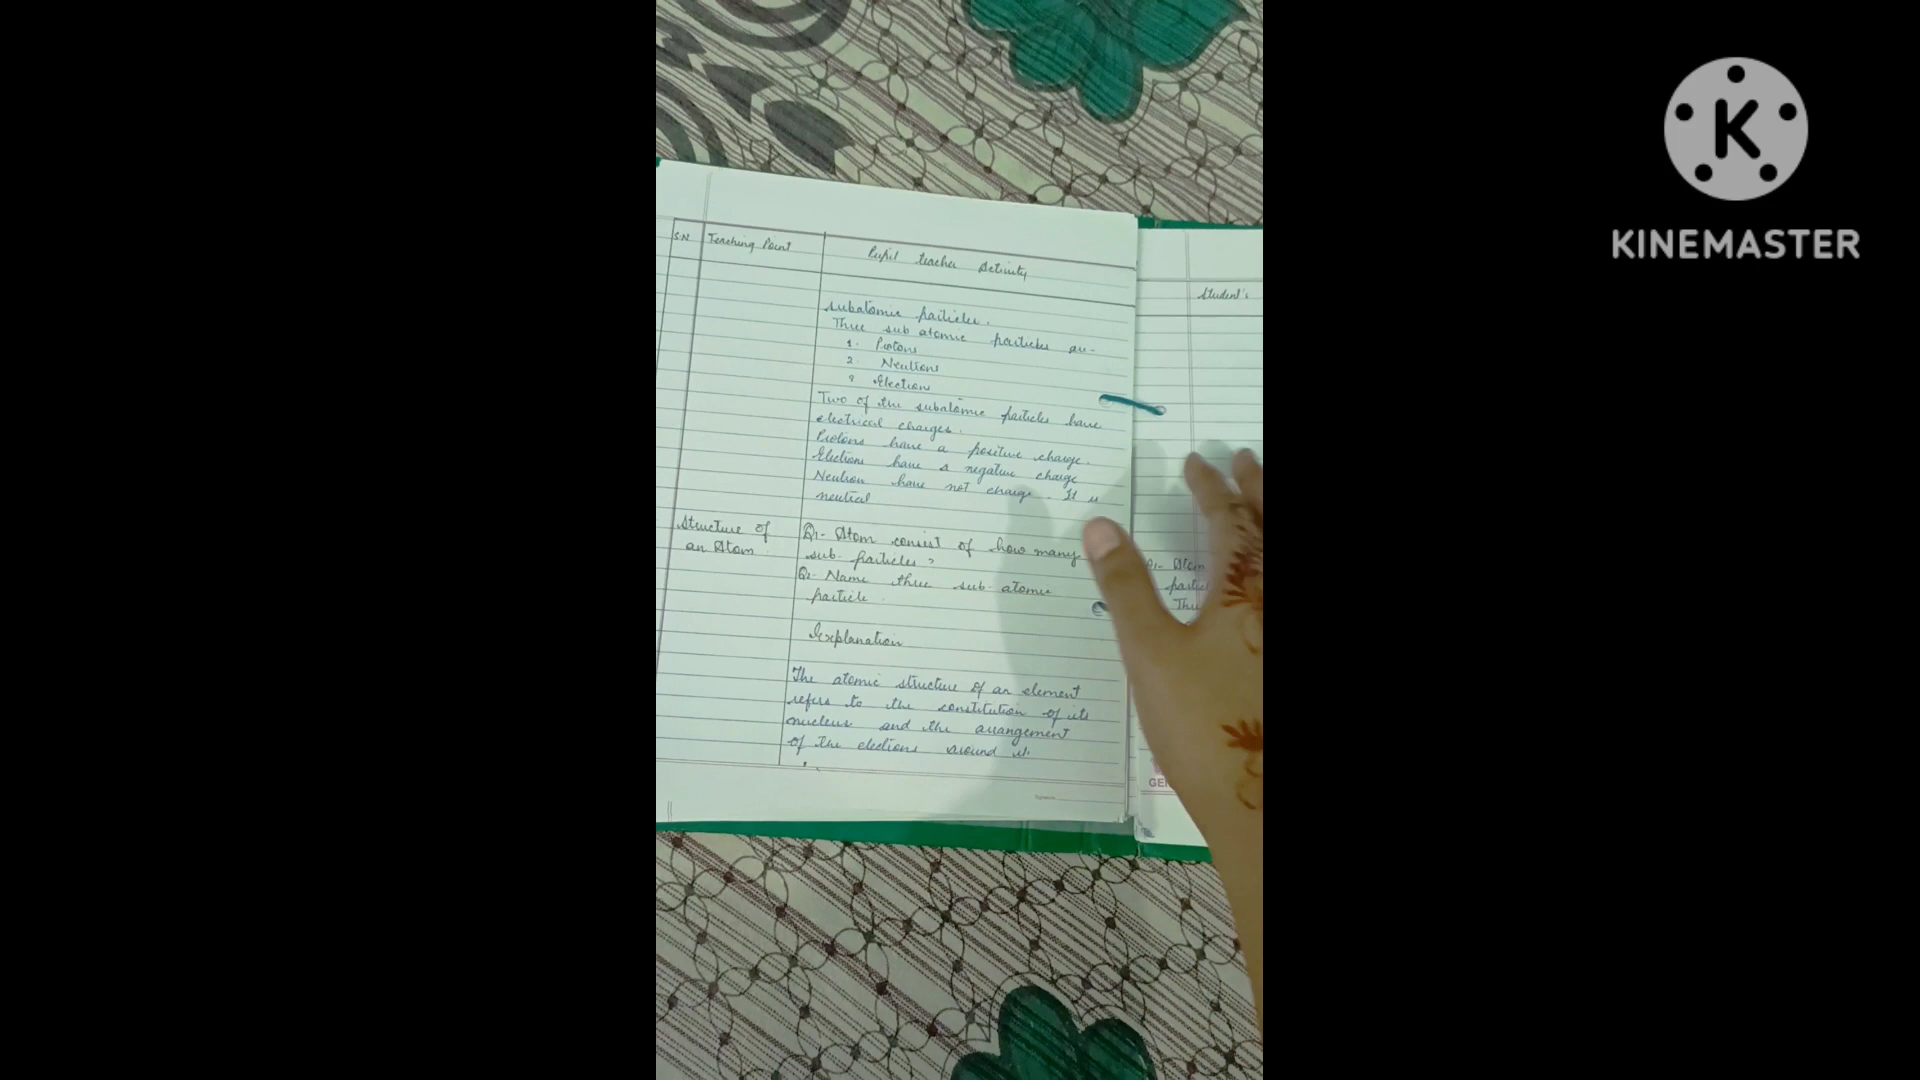 S.N Teaching Point Pupil teacher Activity
subatomic particles.
Three sub atomic particles are-
1. Protons
2. Neutrons
3 Electron
Two of the subatomic particles have
electrical charges.
Protons have a positive charge.
Electrons have a negative charge
Neutron have not charge. It is
neutral
Structure of
an Atom
Q1- Atom consist of how many
sub-particles?
Q2- Name three sub-atomic
particle
Explanation
The atomic structure of an element
refers to the constitution of its
nucleus and the arrangement
of the electrons around it.
Signature
Student's
Q1- Atom
KINEMASTER